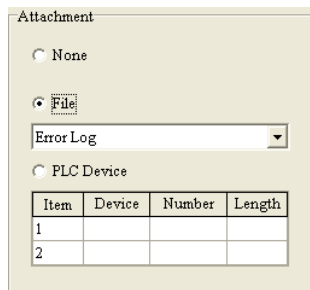 Attachment
None
File
Error Log
PLC Device
Item Device Number Length
1
2